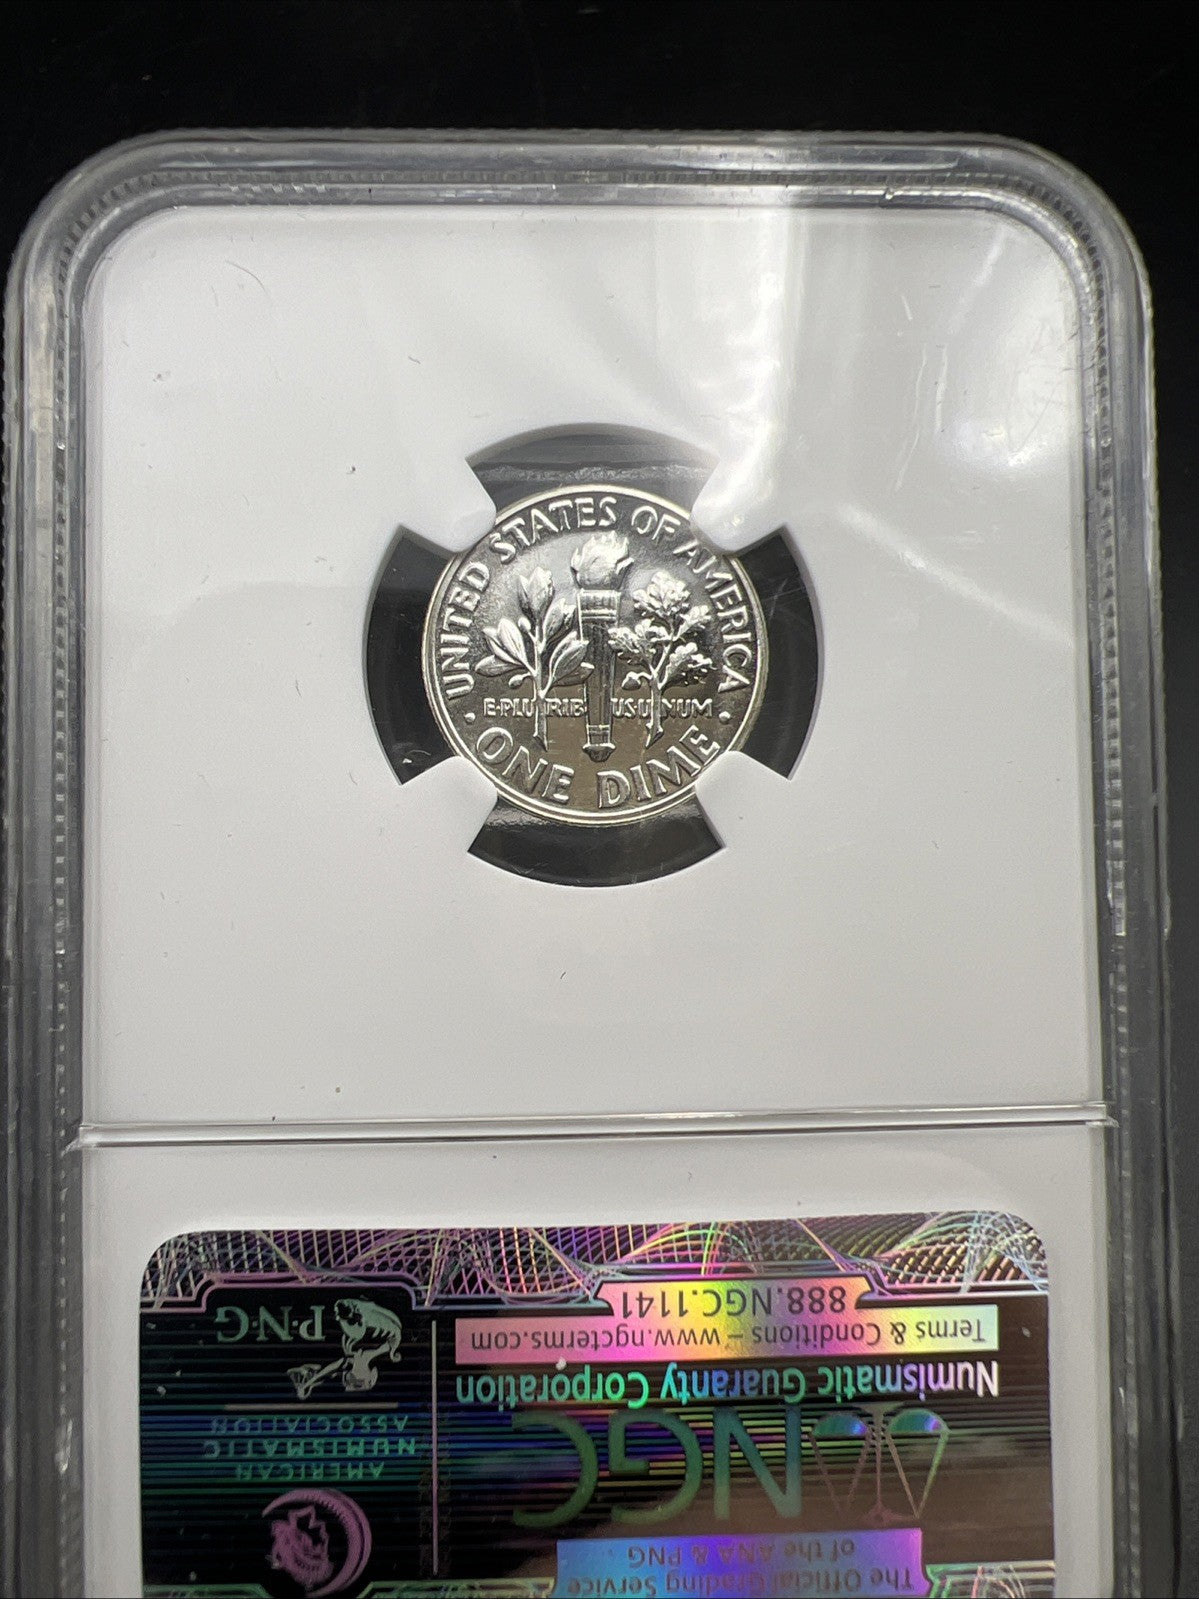 UNITED STATES OF AMERICA
E·PLURIBUS·UNUM
· ONE DIME ·
The Official Grading Service
of the ANA & PNG
NGC
Numismatic Guaranty Corporation
Terms & Conditions – www.ngcterms.com
888.NGC.1141
AMERICAN
NUMISMATIC
ASSOCIATION
P·N·G